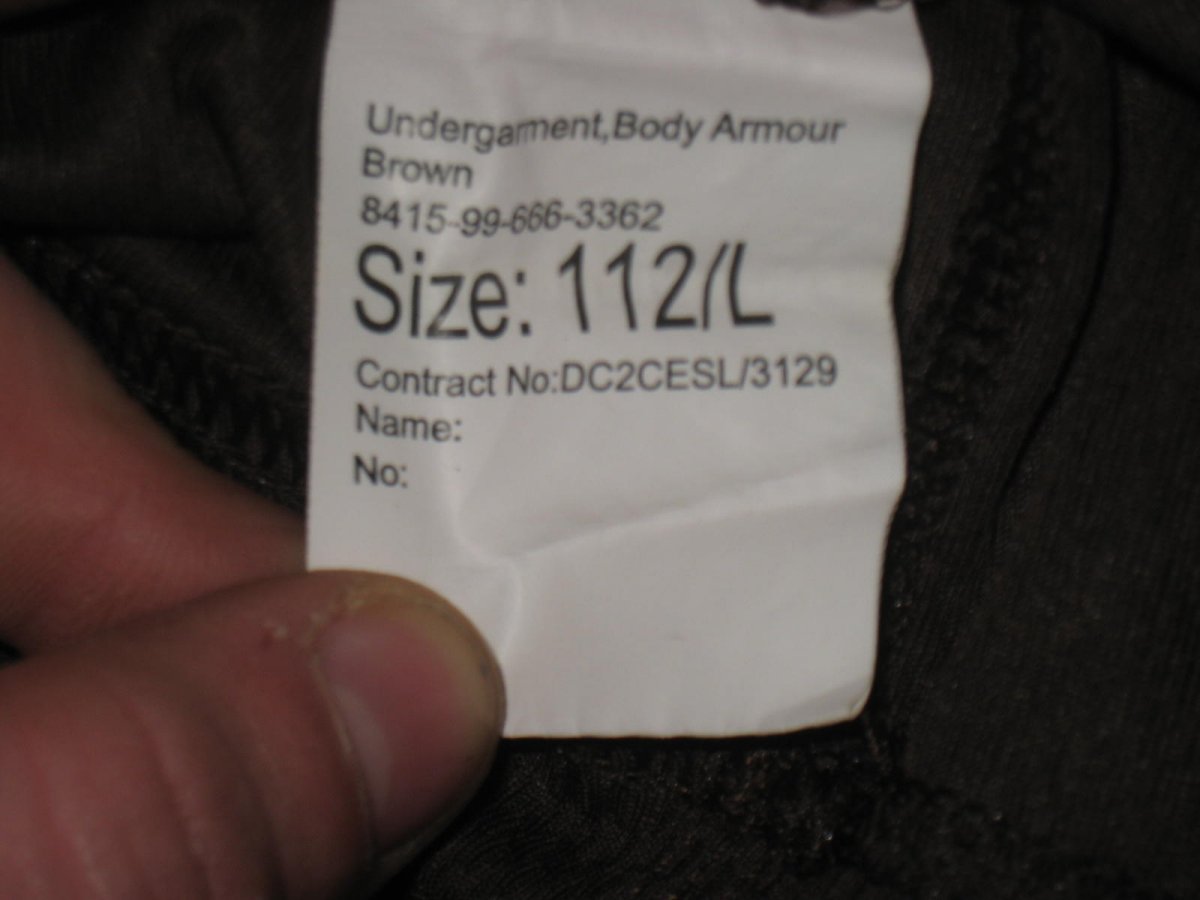 Undergarment,Body Armour
Brown
8415-99-666-3362
Size: 112/L
Contract No:DC2CESL/3129
Name:
No: